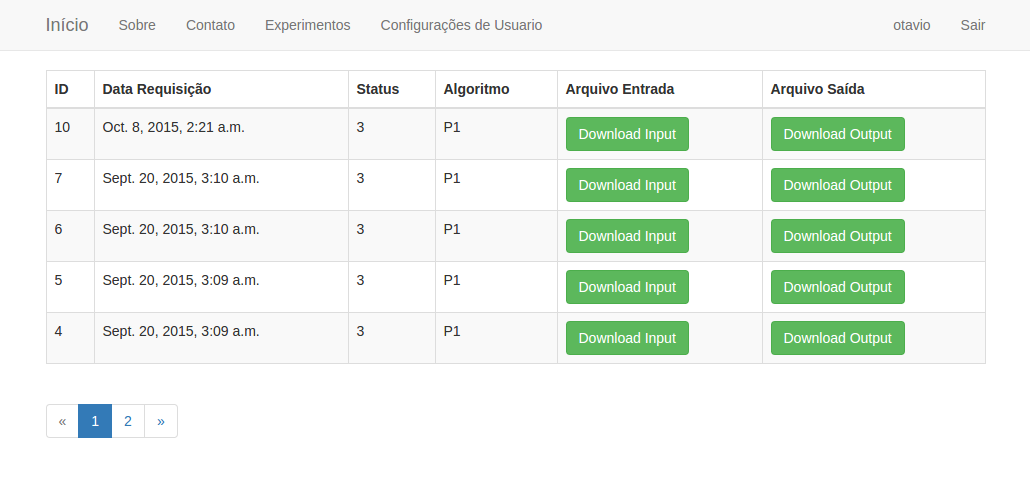 Início Sobre Contato Experimentos Configurações de Usuario otavio Sair
ID Data Requisição Status Algoritmo Arquivo Entrada Arquivo Saída
10 Oct. 8, 2015, 2:21 a.m. 3 P1 Download Input Download Output
7 Sept. 20, 2015, 3:10 a.m. 3 P1 Download Input Download Output
6 Sept. 20, 2015, 3:10 a.m. 3 P1 Download Input Download Output
5 Sept. 20, 2015, 3:09 a.m. 3 P1 Download Input Download Output
4 Sept. 20, 2015, 3:09 a.m. 3 P1 Download Input Download Output
« 1 2 »